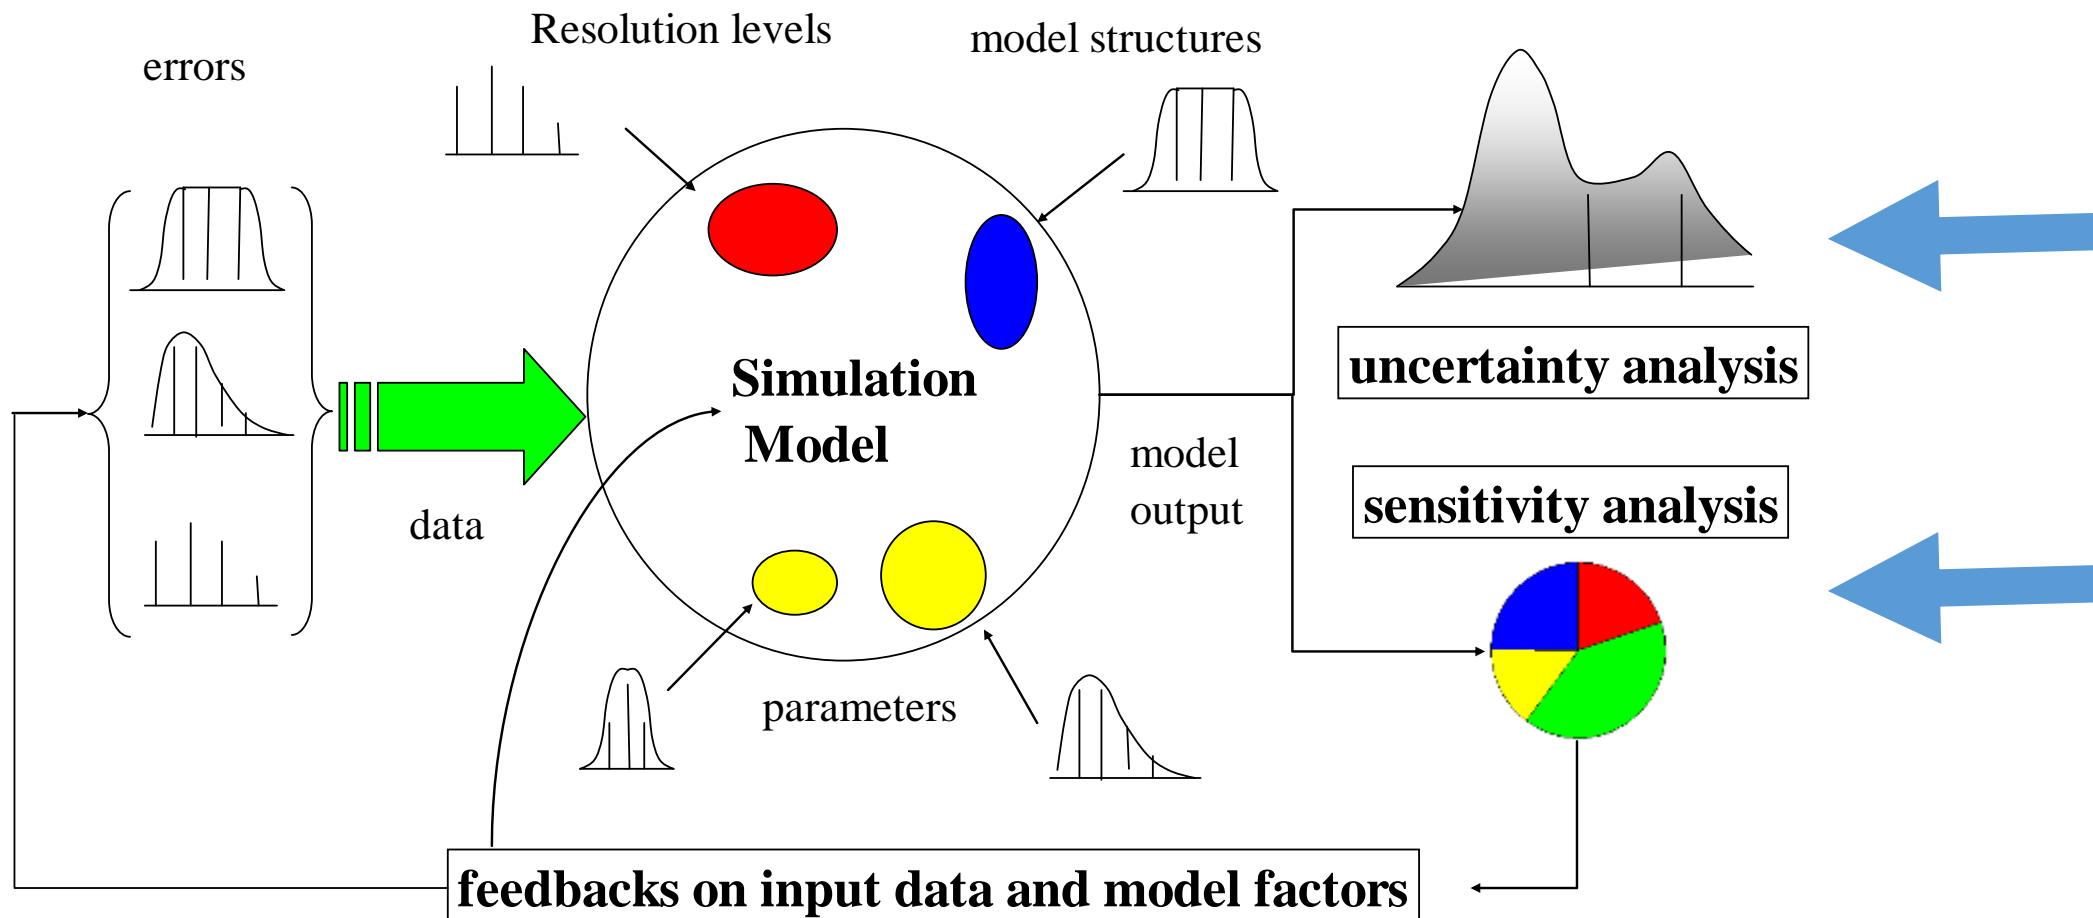 Resolution levels
model structures
errors
uncertainty analysis
Simulation
Model
model
output
sensitivity analysis
data
parameters
feedbacks on input data and model factors